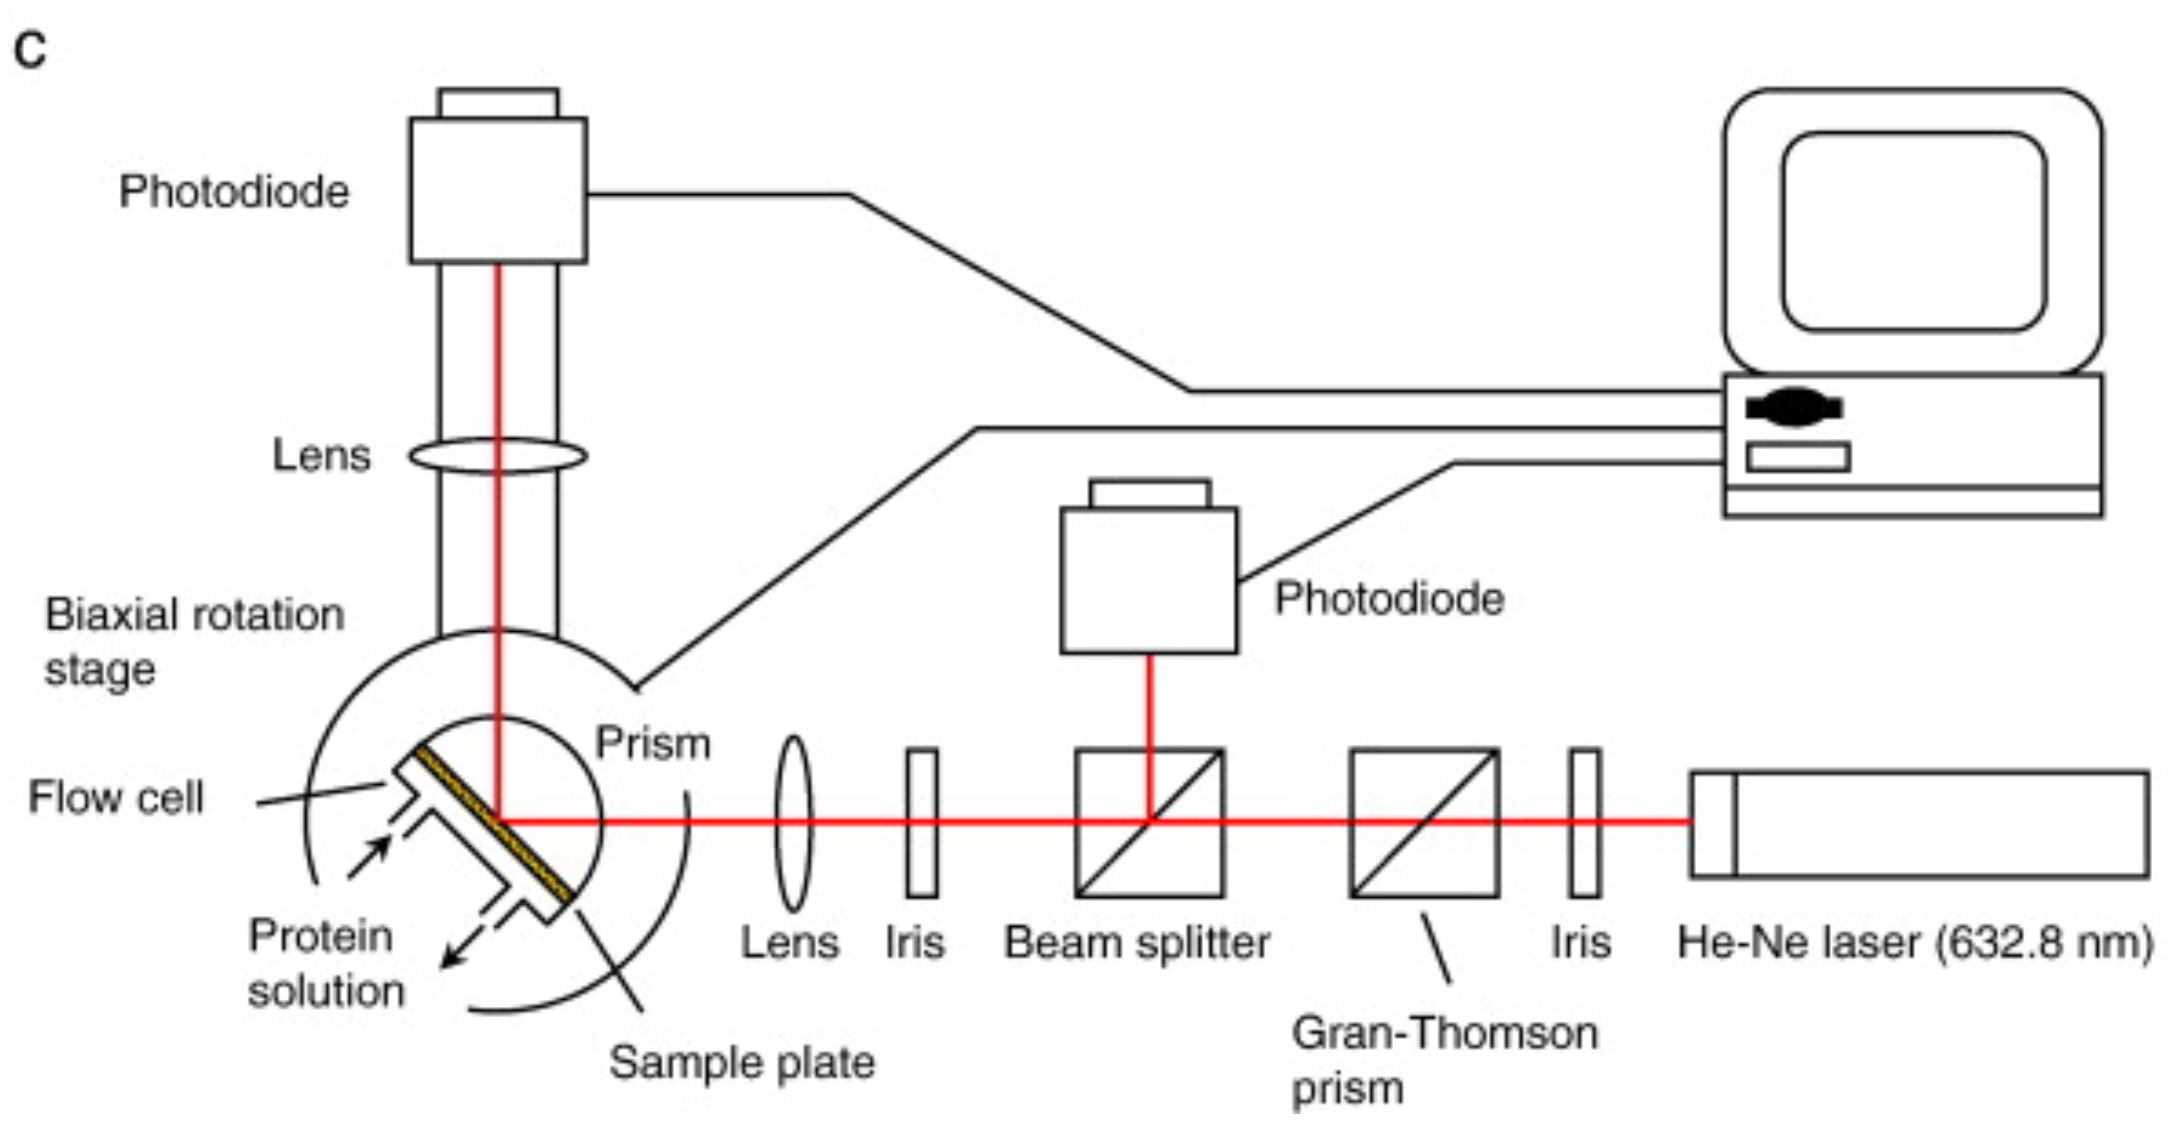 C
Photodiode
Lens
Biaxial rotation
stage
Photodiode
Prism
Flow cell
Protein
solution
Lens
Iris
Beam splitter
Iris
He-Ne laser (632.8 nm)
Sample plate
Gran-Thomson
prism